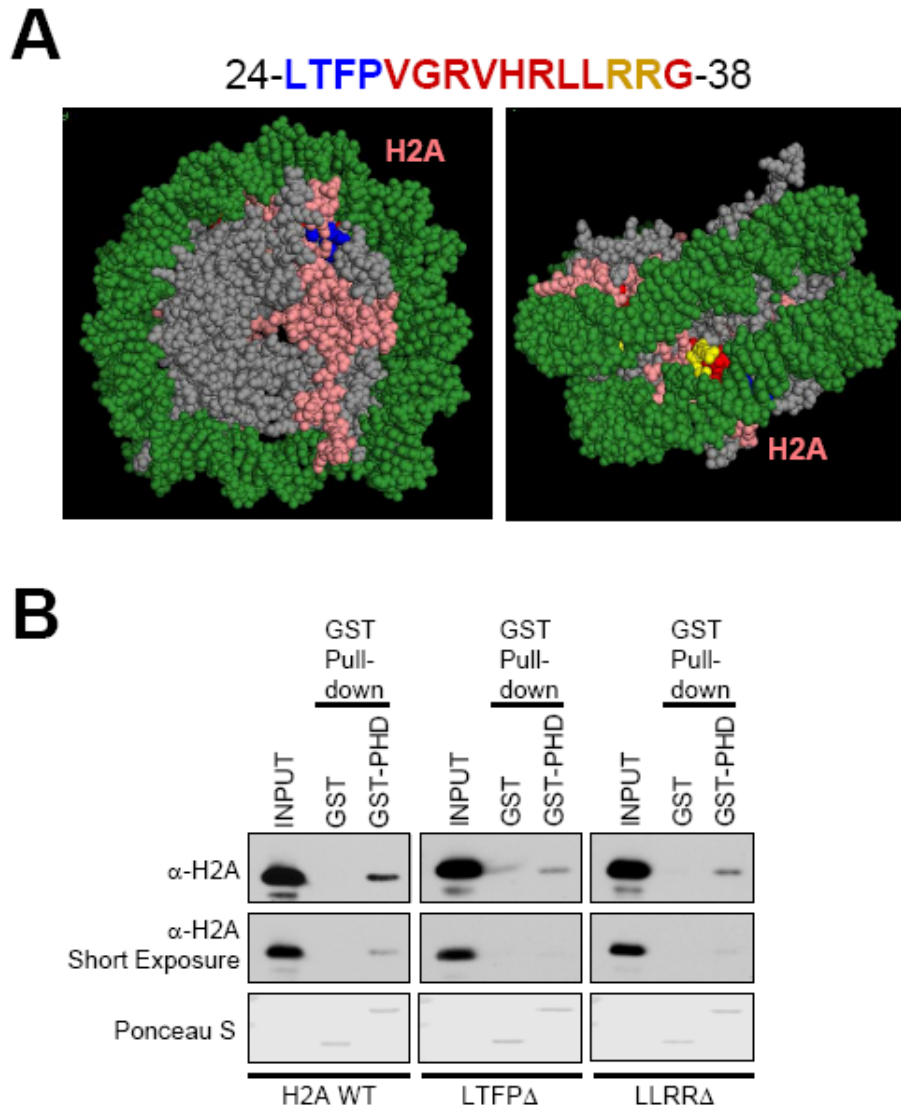 A
24-LTFPVGRVHRLLRRG-38
H2A
H2A
B
GST
Pull-
down
GST
Pull-
down
GST
Pull-
down
INPUT
GST
GST-PHD
INPUT
GST
GST-PHD
INPUT
GST
GST-PHD
α-H2A
α-H2A
Short Exposure
Ponceau S
H2A WT
LTFPΔ
LLRRΔ